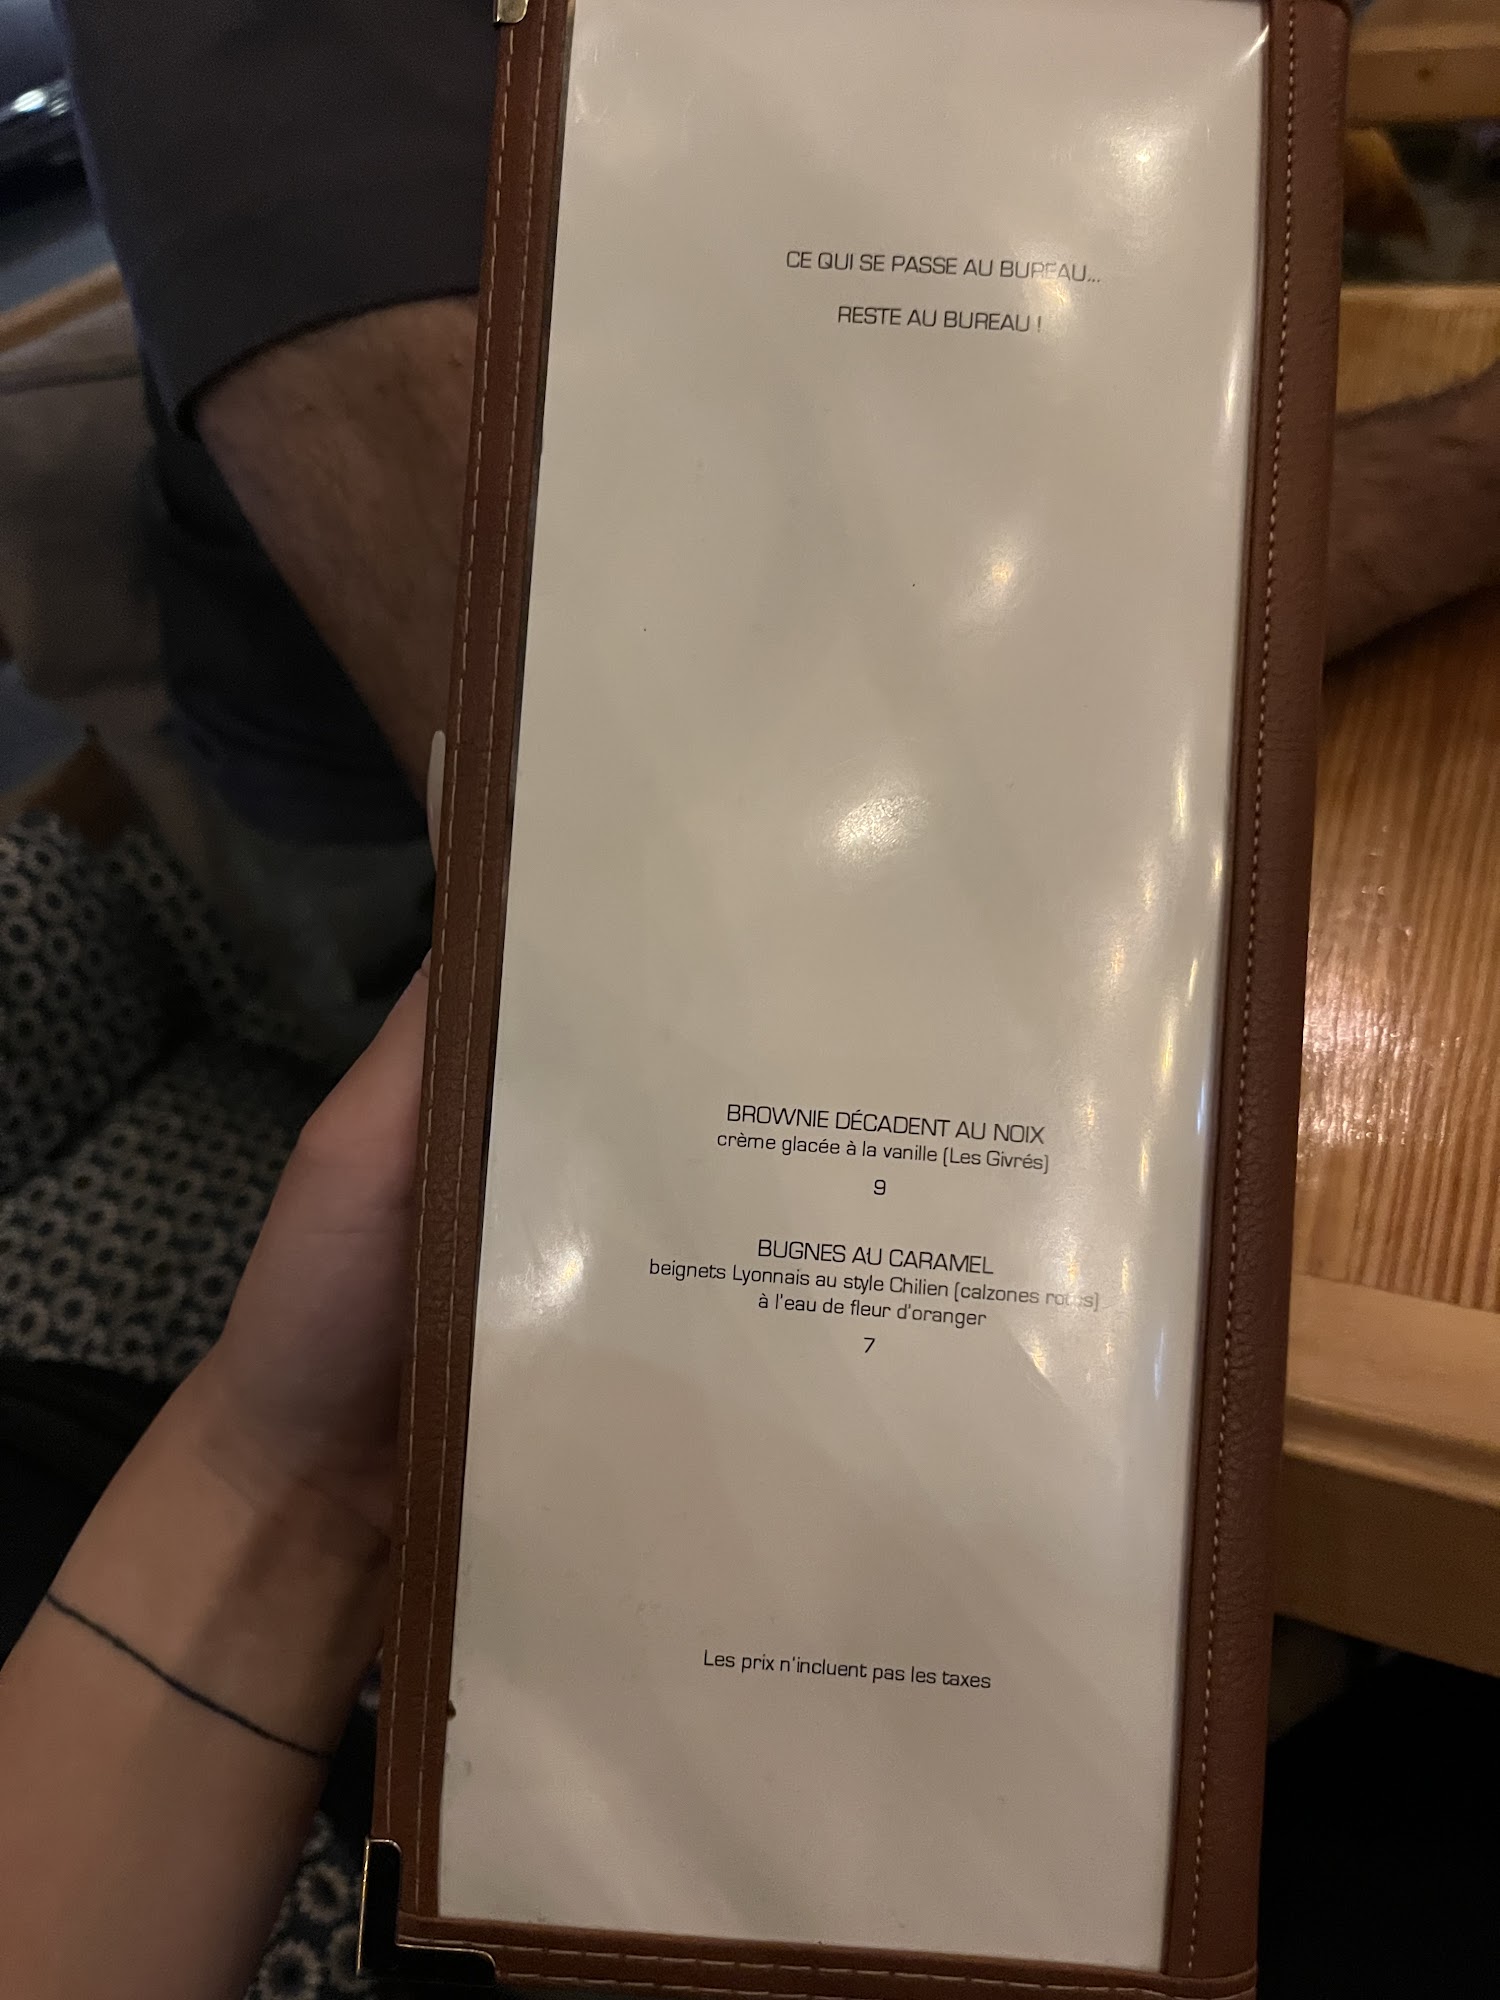 CE QUI SE PASSE AU BUREAU...
RESTE AU BUREAU !
BROWNIE DÉCADENT AU NOIX
crème glacée à la vanille (Les Givrés)
9
BUGNES AU CARAMEL
beignets Lyonnais au style Chilien (calzones
à l'eau de fleur d'oranger
7
Les prix n'incluent pas les taxes